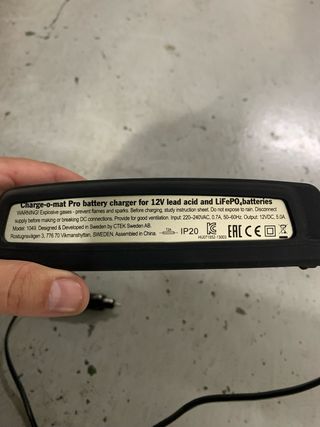 Charge-o-mat Pro battery charger for 12V lead acid and LiFePO₄batteries
WARNING! Explosive gases - prevent flames and sparks. Before charging, study instruction sheet. Do not expose to rain. Disconnect
supply before making or breaking DC connections. Provide for good ventilation. Input: 220-240VAC, 0.7A, 50-60Hz. Output: 12VDC, 5.0A
Model: 1049. Designed & Developed in Sweden by CTEK Sweden AB.
Rostugnsvägen 3, 776 70 Vikmanshyttan, SWEDEN, Assembled in China.
IP20
EAC CE